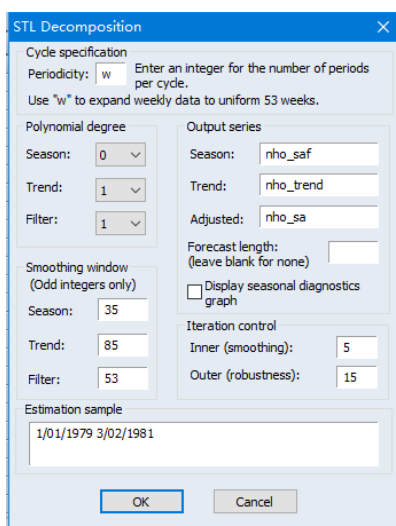 STL Decomposition
Cycle specification
Periodicity: w Enter an integer for the number of periods
per cycle.
Use "w" to expand weekly data to uniform 53 weeks.
Polynomial degree
Season: 0
Trend: 1
Filter: 1
Smoothing window
(Odd integers only)
Season: 35
Trend: 85
Filter: 53
Output series
Season: nho_saf
Trend: nho_trend
Adjusted: nho_sa
Forecast length:
(leave blank for none)
Display seasonal diagnostics
graph
Iteration control
Inner (smoothing): 5
Outer (robustness): 15
Estimation sample
1/01/1979 3/02/1981
OK Cancel